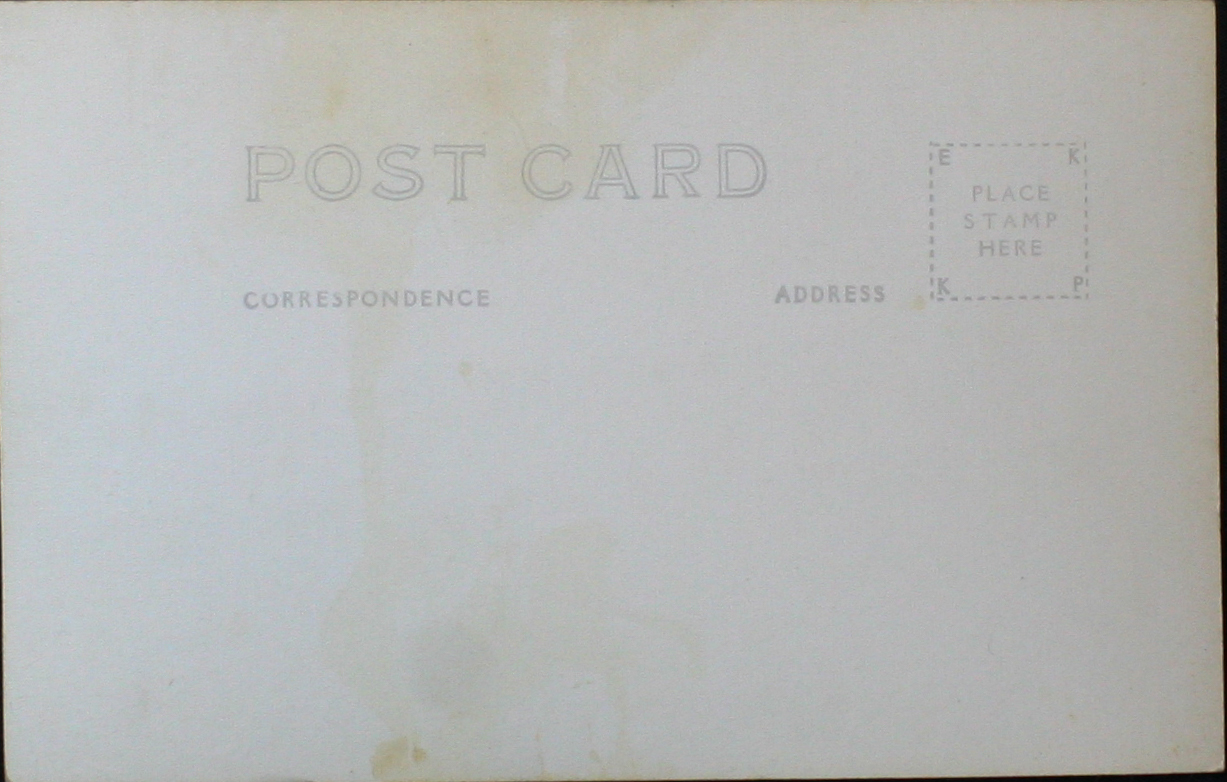 POST CARD
E K
PLACE
STAMP
HERE
K P
CORRESPONDENCE
ADDRESS